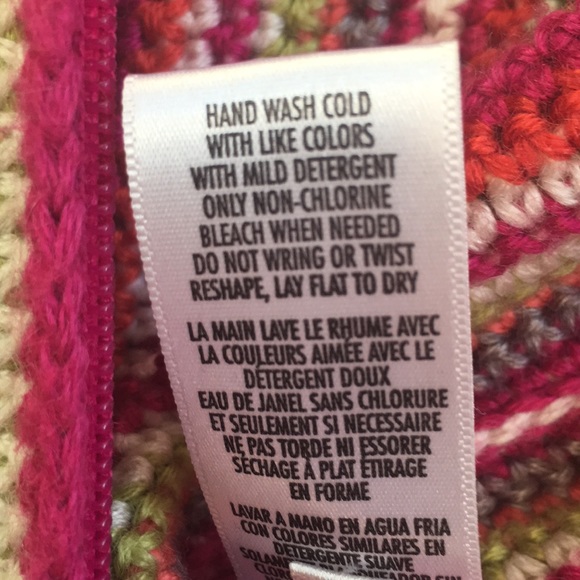 HAND WASH COLD
WITH LIKE COLORS
WITH MILD DETERGENT
ONLY NON-CHLORINE
BLEACH WHEN NEEDED
DO NOT WRING OR TWIST
RESHAPE, LAY FLAT TO DRY
LA MAIN LAVE LE RHUME AVEC
LA COULEURS AIMÉE AVEC LE
DÉTERGENT DOUX
EAU DE JANEL SANS CHLORURE
ET SEULEMENT SI NECESSAIRE
NE PAS TORDE NI ESSORER
SÉCHAGE À PLAT ÉTIRAGE
EN FORME
LAVAR A MANO EN AGUA FRIA
CON COLORES SIMILARES EN
DETERGENTE SUAVE